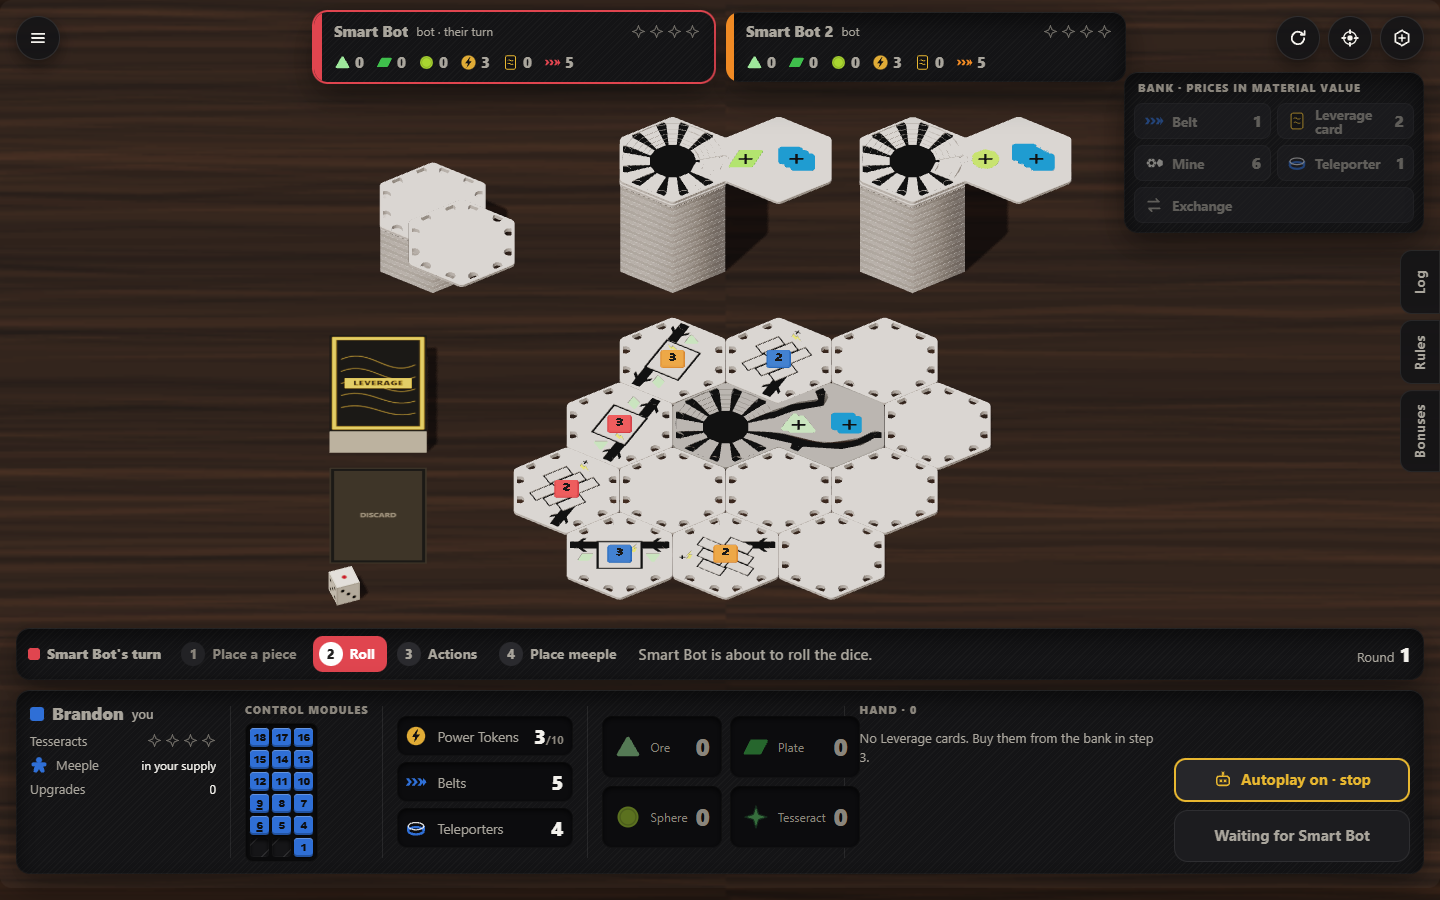 Smart Bot bot · their turn
0 0 0 3 0 5
Smart Bot 2 bot
0 0 0 3 0 5
BANK · PRICES IN MATERIAL VALUE
Belt 1
Leverage card 2
Mine 6
Teleporter 1
Exchange
Log
Rules
Bonuses
3
2
3
2
3
2
LEVERAGE
DISCARD
Smart Bot's turn
1 Place a piece
2 Roll
3 Actions
4 Place meeple
Smart Bot is about to roll the dice.
Round 1
Brandon you
Tesseracts
Meeple in your supply
Upgrades 0
CONTROL MODULES
18 17 16
15 14 13
12 11 10
9 8 7
6 5 4
1
Power Tokens 3/10
Belts 5
Teleporters 4
Ore 0
Plate 0
Sphere 0
Tesseract 0
HAND · 0
No Leverage cards. Buy them from the bank in step
3.
Autoplay on · stop
Waiting for Smart Bot